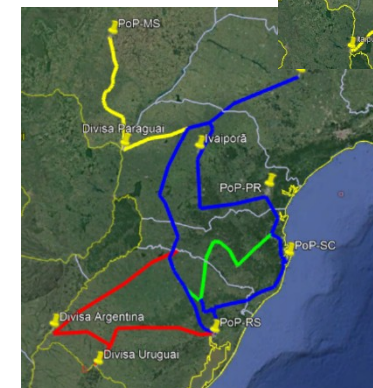 PoP-MS
Divisa Paraguai
Ivaiporã
PoP-PR
PoP-SC
Divisa Argentina
PoP-RS
Divisa Uruguai